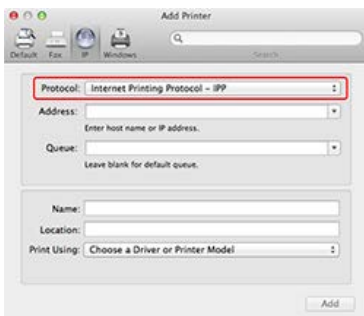 Add Printer
Default Fax IP Windows Search
Protocol: Internet Printing Protocol – IPP
Address:
Enter host name or IP address.
Queue:
Leave blank for default queue.
Name:
Location:
Print Using: Choose a Driver or Printer Model
Add